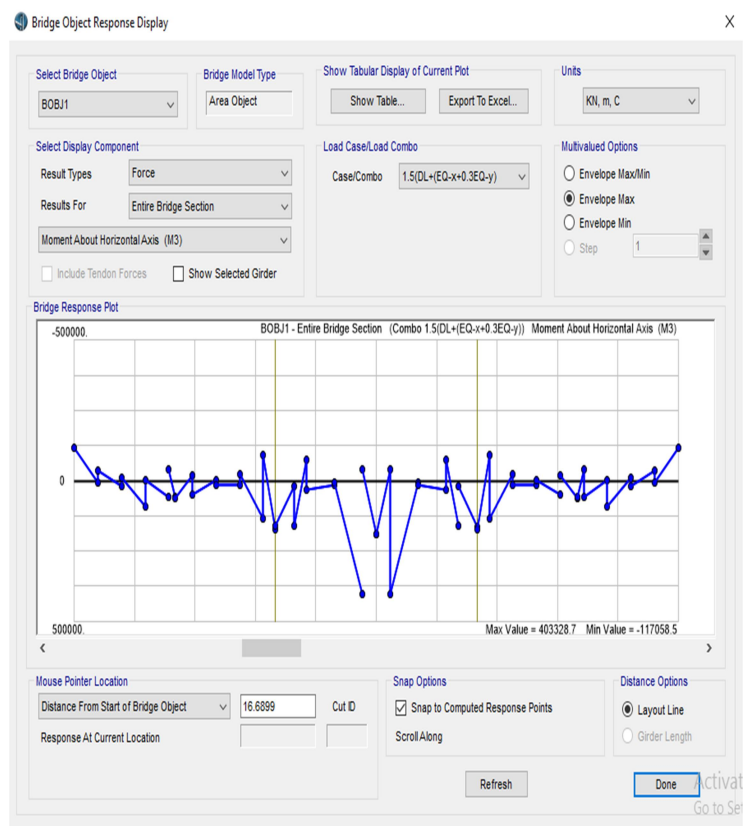 Bridge Object Response Display
X
Select Bridge Object
BOBJ1
Bridge Model Type
Area Object
Show Tabular Display of Current Plot
Show Table...
Export To Excel...
Units
KN, m, C
Select Display Component
Result Types
Force
Results For
Entire Bridge Section
Moment About Horizontal Axis (M3)
Include Tendon Forces
Show Selected Girder
Load Case/Load Combo
Case/Combo
1.5(DL+(EQ-x+0.3EQ-y)
Multivalued Options
Envelope Max/Min
Envelope Max
Envelope Min
Step
1
Bridge Response Plot
-500000.
BOBJ1 - Entire Bridge Section (Combo 1.5(DL+(EQ-x+0.3EQ-y)) Moment About Horizontal Axis (M3)
0
500000.
Max Value = 403328.7 Min Value = -117058.5
Mouse Pointer Location
Distance From Start of Bridge Object
16.6899
Cut ID
Response At Current Location
Snap Options
Snap to Computed Response Points
Scroll Along
Distance Options
Layout Line
Girder Length
Refresh
Done
Go to